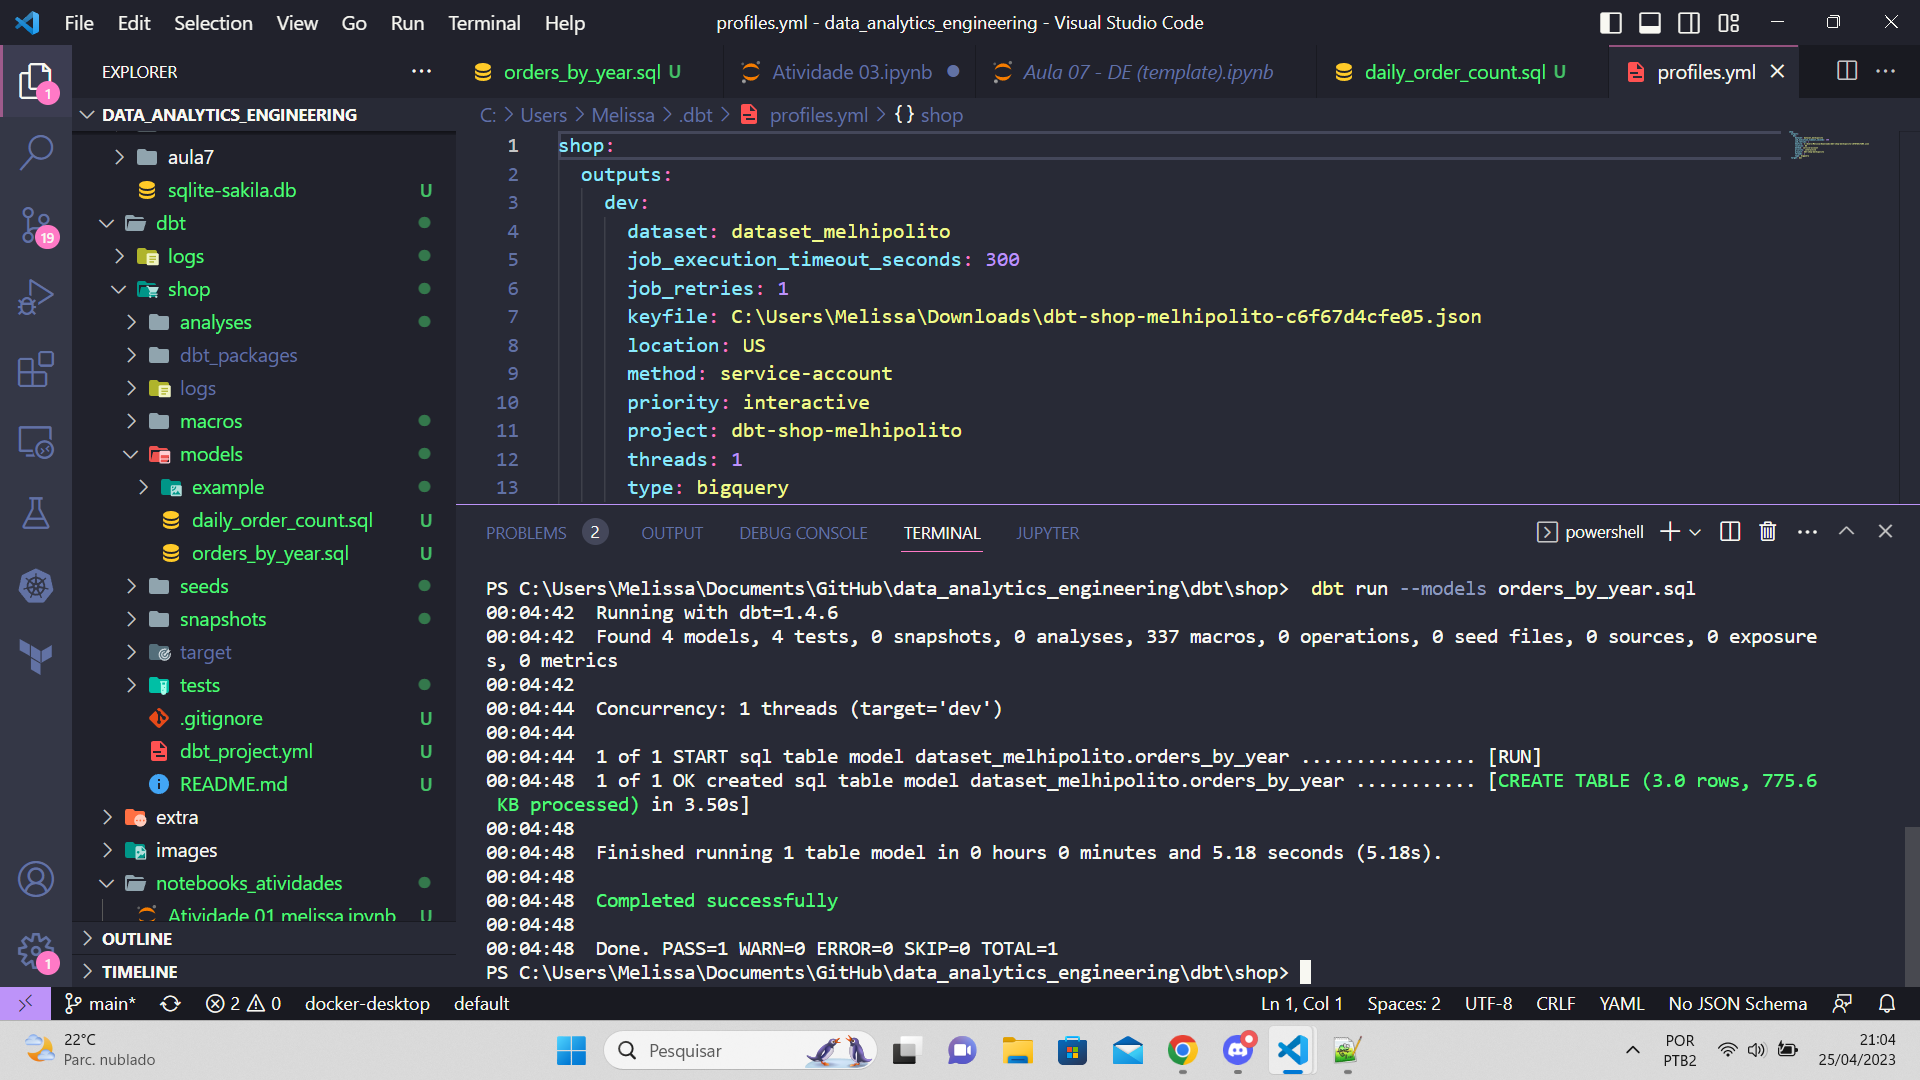 File Edit Selection View Go Run Terminal Help
profiles.yml - data_analytics_engineering - Visual Studio Code
EXPLORER
1
orders_by_year.sql U
Atividade 03.ipynb
Aula 07 - DE (template).ipynb
daily_order_count.sql U
profiles.yml
DATA_ANALYTICS_ENGINEERING
C: > Users > Melissa > .dbt > profiles.yml > {} shop
aula7
sqlite-sakila.db U
dbt
19
logs
shop
analyses
dbt_packages
logs
macros
models
example
daily_order_count.sql U
orders_by_year.sql U
seeds
snapshots
target
tests
.gitignore U
dbt_project.yml U
README.md U
extra
images
notebooks_atividades
Atividade 01 melissa.ipynb U
OUTLINE
TIMELINE
1
1 shop:
2 outputs:
3 dev:
4 dataset: dataset_melhipolito
5 job_execution_timeout_seconds: 300
6 job_retries: 1
7 keyfile: C:\Users\Melissa\Downloads\dbt-shop-melhipolito-c6f67d4cfe05.json
8 location: US
9 method: service-account
10 priority: interactive
11 project: dbt-shop-melhipolito
12 threads: 1
13 type: bigquery
PROBLEMS 2 OUTPUT DEBUG CONSOLE TERMINAL JUPYTER
powershell
PS C:\Users\Melissa\Documents\GitHub\data_analytics_engineering\dbt\shop> dbt run --models orders_by_year.sql
00:04:42 Running with dbt=1.4.6
00:04:42 Found 4 models, 4 tests, 0 snapshots, 0 analyses, 337 macros, 0 operations, 0 seed files, 0 sources, 0 exposure
s, 0 metrics
00:04:42
00:04:44 Concurrency: 1 threads (target='dev')
00:04:44
00:04:44 1 of 1 START sql table model dataset_melhipolito.orders_by_year ................ [RUN]
00:04:48 1 of 1 OK created sql table model dataset_melhipolito.orders_by_year ........... [CREATE TABLE (3.0 rows, 775.6
KB processed) in 3.50s]
00:04:48
00:04:48 Finished running 1 table model in 0 hours 0 minutes and 5.18 seconds (5.18s).
00:04:48
00:04:48 Completed successfully
00:04:48
00:04:48 Done. PASS=1 WARN=0 ERROR=0 SKIP=0 TOTAL=1
PS C:\Users\Melissa\Documents\GitHub\data_analytics_engineering\dbt\shop>
main* 2 0 docker-desktop default
Ln 1, Col 1 Spaces: 2 UTF-8 CRLF YAML No JSON Schema
22°C
Parc. nublado
Pesquisar
POR
PTB2
21:04
25/04/2023